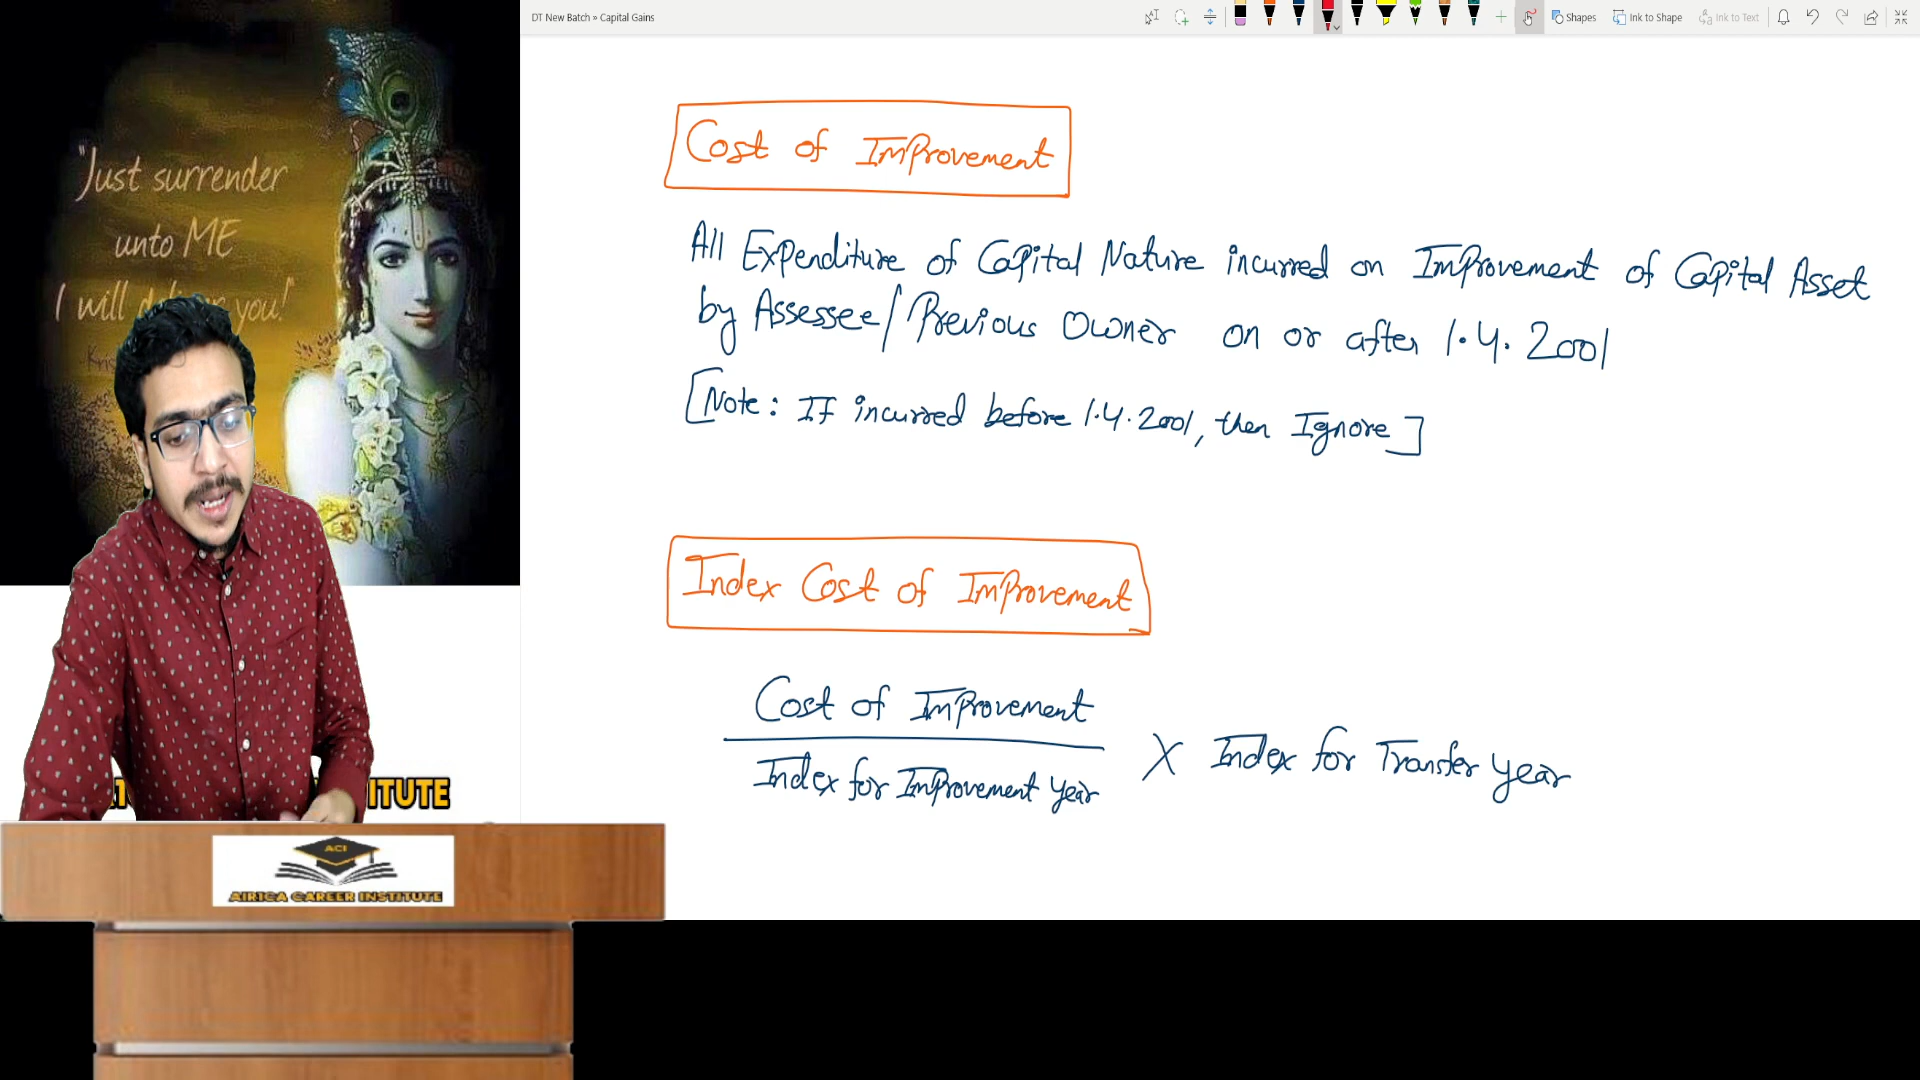 DT New Batch » Capital Gains
Shapes
Ink to Shape
Ink to Text
"Just surrender
unto ME
I will you!"
Cost of Improvement
All Expenditure of Capital Nature incurred on Improvement of Capital Asset
by Assessee/Previous Owner on or after 1.4.2001
[Note: If incurred before 1.4.2001, then Ignore]
Index Cost of Improvement
Cost of Improvement
Index for Improvement year
X Index for Transfer year
ITUTE
ACI
AIRICA CAREER INSTITUTE